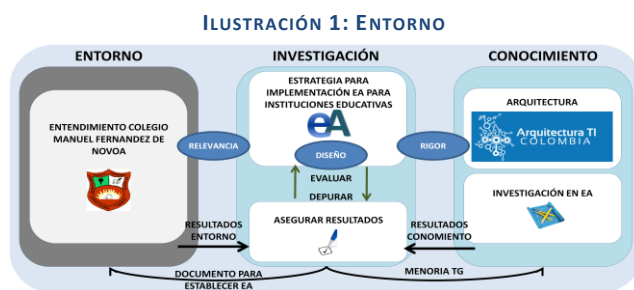 ILUSTRACIÓN 1: ENTORNO
ENTORNO
INVESTIGACIÓN
CONOCIMIENTO
ENTENDIMIENTO COLEGIO
MANUEL FERNANDEZ DE
NOVOA
RELEVANCIA
ESTRATEGIA PARA
IMPLEMENTACIÓN EA PARA
INSTITUCIONES EDUCATIVAS
eA
DISEÑO
EVALUAR
DEPURAR
ASEGURAR RESULTADOS
RIGOR
ARQUITECTURA
Arquitectura TI
COLOMBIA
INVESTIGACIÓN EN EA
RESULTADOS
ENTORNO
RESULTADOS
CONOMIENTO
DOCUMENTO PARA
ESTABLECER EA
MENORIA TG